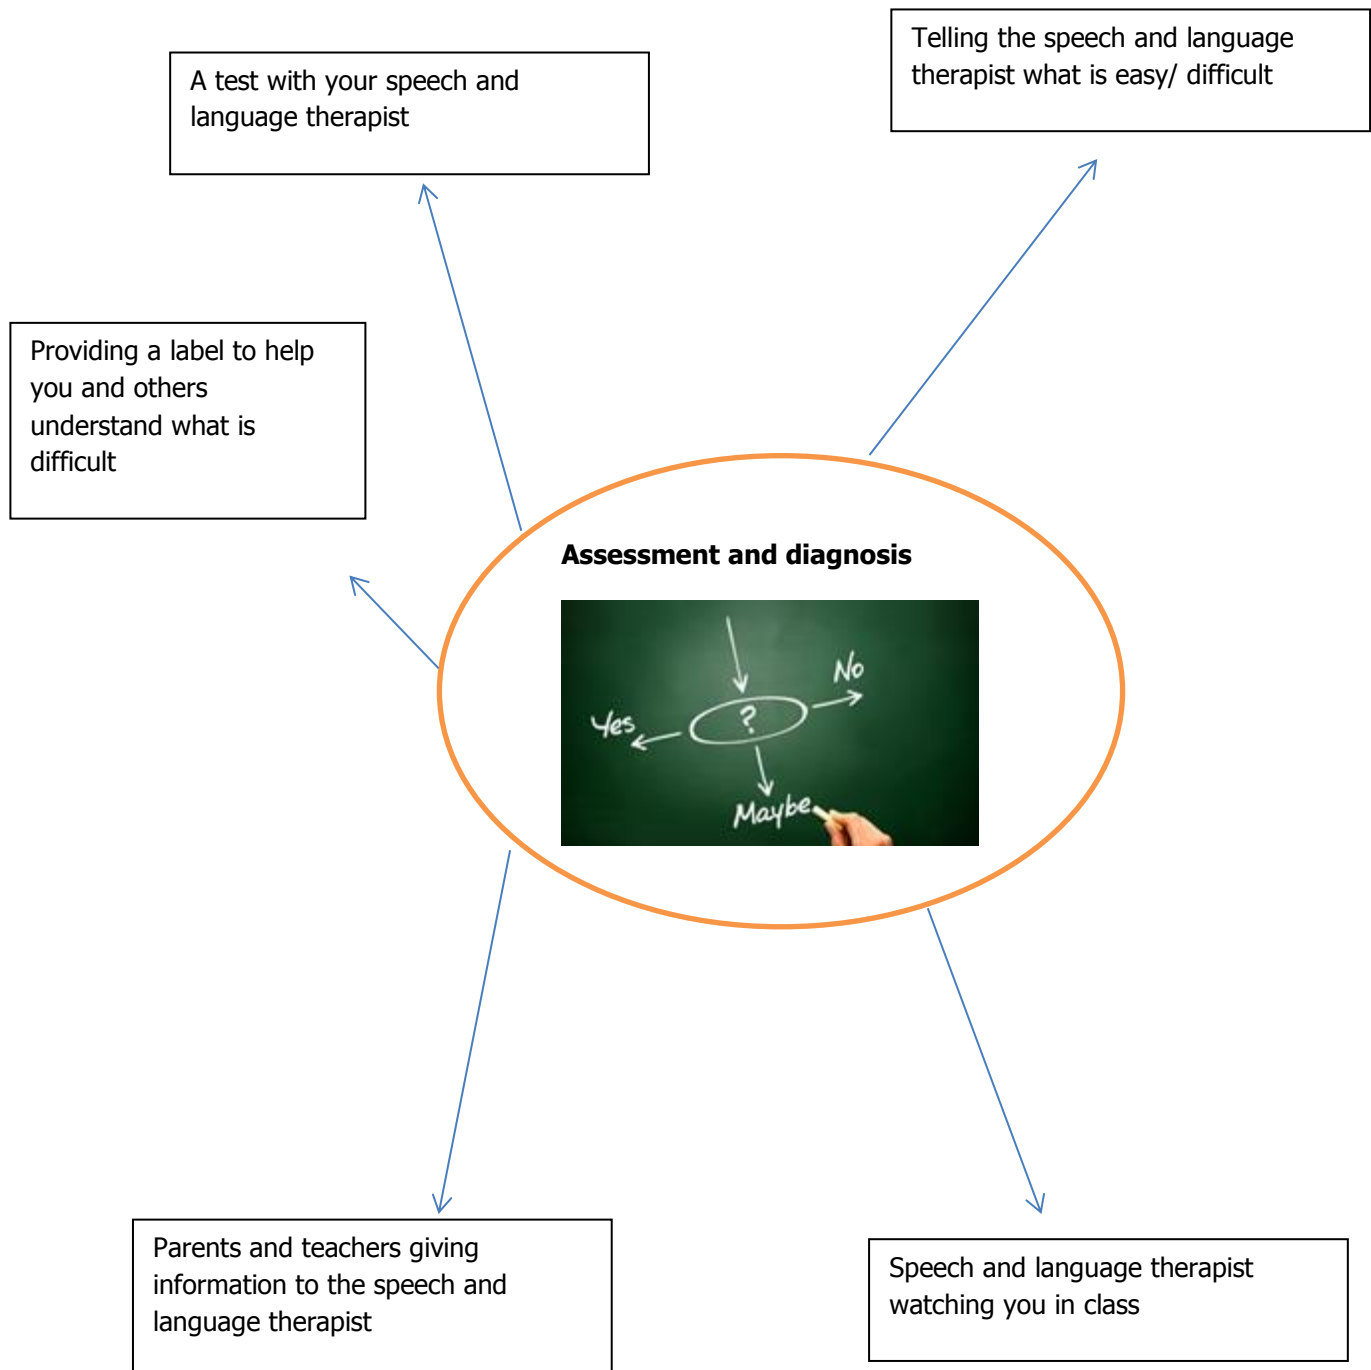 Telling the speech and language
therapist what is easy/ difficult
A test with your speech and
language therapist
Providing a label to help
you and others
understand what is
difficult
Assessment and diagnosis
No
?
Yes
Maybe
Parents and teachers giving
information to the speech and
language therapist
Speech and language therapist
watching you in class